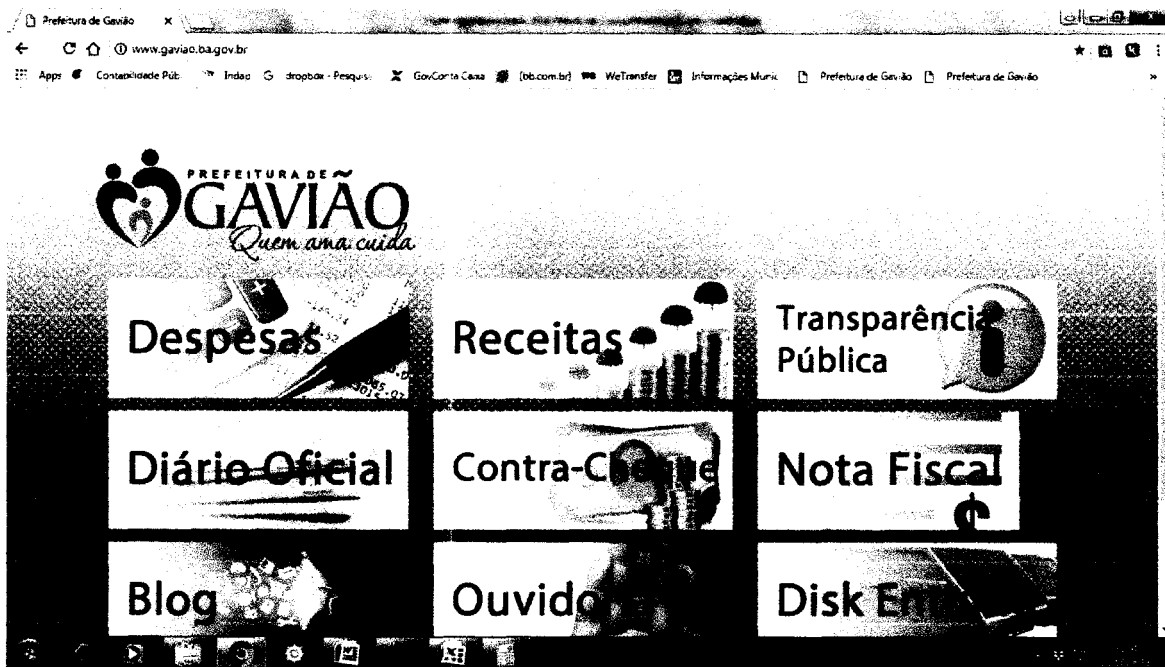 Prefeitura de Gavião
www.gaviao.ba.gov.br
Apps Contabilidade Púb. Indap dropbox - Pesquis. GovConta Caixa [bb.com.br] WeTransfer Informações Munic Prefeitura de Gavião Prefeitura de Gavião
PREFEITURA DE
GAVIÃO
Quem ama cuida
Despesas
Receitas
Transparência
Pública
Diário Oficial
Contra-Cheque
Nota Fiscal
Blog
Disk